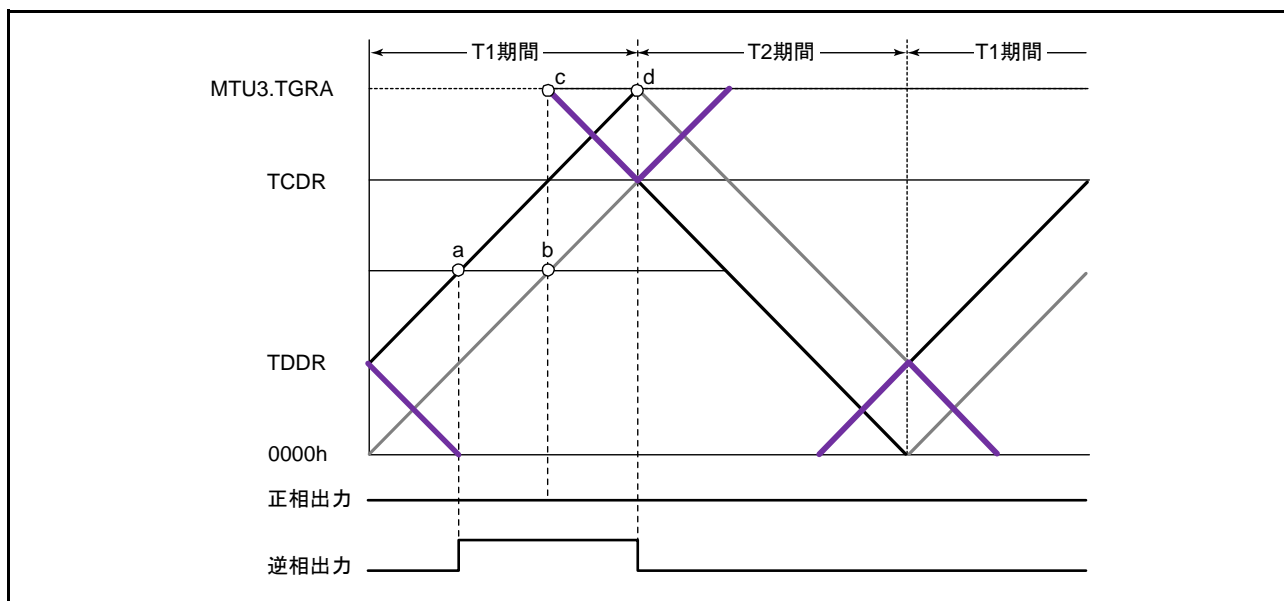 T1期間
T2期間
T1期間
MTU3.TGRA
c
d
TCDR
a
b
TDDR
0000h
正相出力
逆相出力